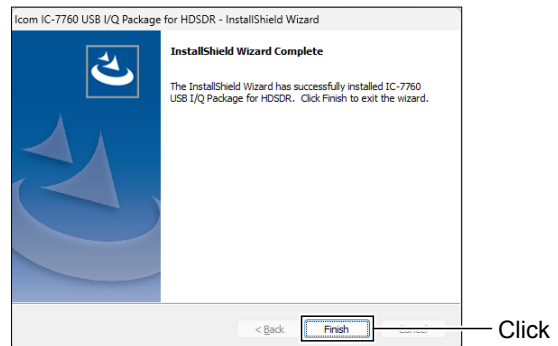 Icom IC-7760 USB I/Q Package for HDSDR - InstallShield Wizard
InstallShield Wizard Complete
The InstallShield Wizard has successfully installed IC-7760
USB I/Q Package for HDSDR. Click Finish to exit the wizard.
< Back Finish
Click